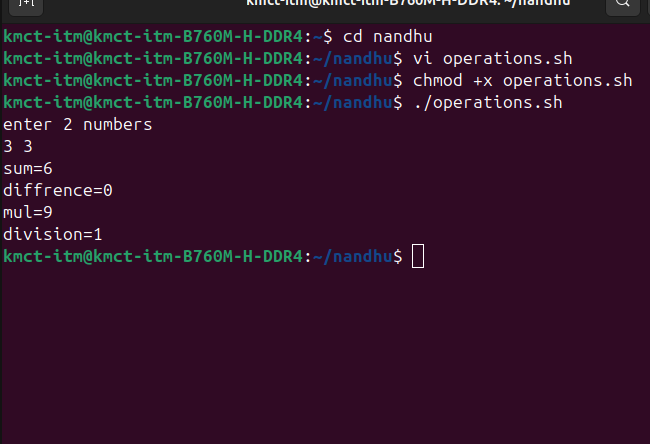 kmct-itm@kmct-itm-B760M-H-DDR4: ~/nandhu
kmct-itm@kmct-itm-B760M-H-DDR4:~$ cd nandhu
kmct-itm@kmct-itm-B760M-H-DDR4:~/nandhu$ vi operations.sh
kmct-itm@kmct-itm-B760M-H-DDR4:~/nandhu$ chmod +x operations.sh
kmct-itm@kmct-itm-B760M-H-DDR4:~/nandhu$ ./operations.sh
enter 2 numbers
3 3
sum=6
diffrence=0
mul=9
division=1
kmct-itm@kmct-itm-B760M-H-DDR4:~/nandhu$